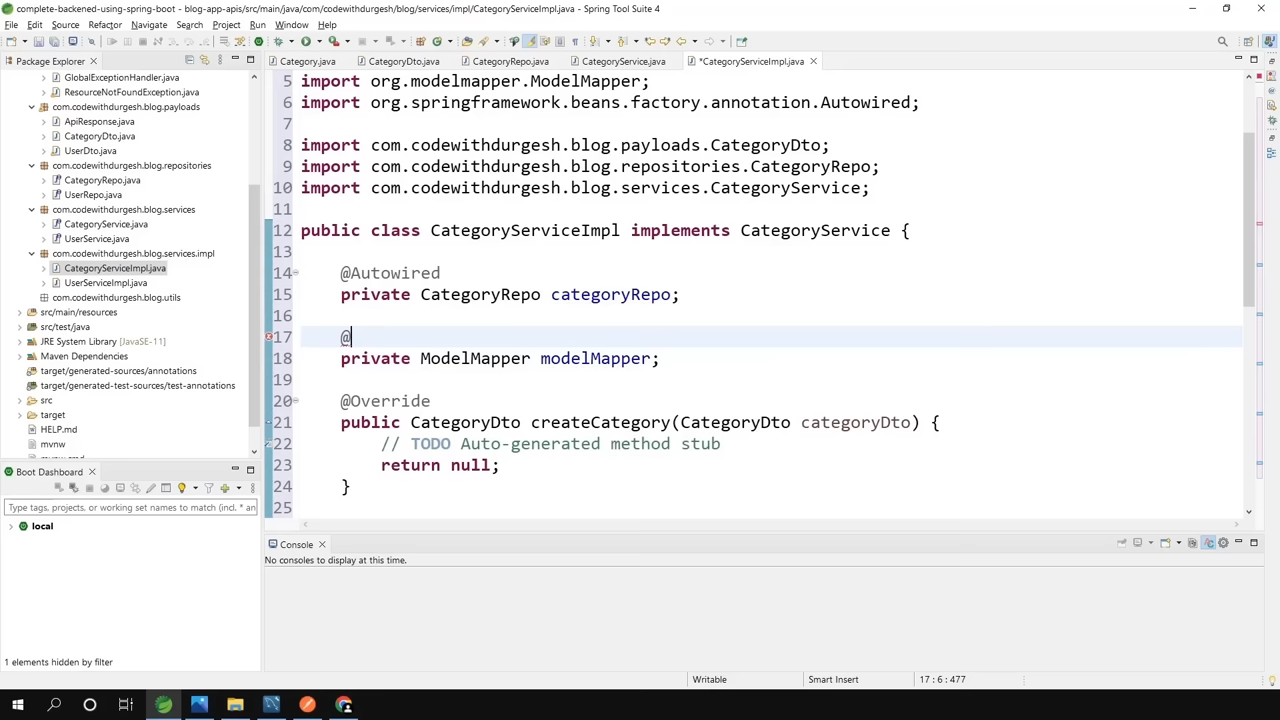 complete-backened-using-spring-boot - blog-app-apis/src/main/java/com/codewithdurgesh/blog/services/impl/CategoryServiceImpl.java - Spring Tool Suite 4
File Edit Source Refactor Navigate Search Project Run Window Help
Package Explorer
GlobalExceptionHandler.java
ResourceNotFoundException.java
com.codewithdurgesh.blog.payloads
ApiResponse.java
CategoryDto.java
UserDto.java
com.codewithdurgesh.blog.repositories
CategoryRepo.java
UserRepo.java
com.codewithdurgesh.blog.services
CategoryService.java
UserService.java
com.codewithdurgesh.blog.services.impl
CategoryServiceImpl.java
UserServiceImpl.java
com.codewithdurgesh.blog.utils
src/main/resources
src/test/java
JRE System Library [JavaSE-11]
Maven Dependencies
target/generated-sources/annotations
target/generated-test-sources/test-annotations
src
target
HELP.md
mvnw
Boot Dashboard
Type tags, projects, or working set names to match (incl. * an
local
1 elements hidden by filter
Category.java CategoryDto.java CategoryRepo.java CategoryService.java *CategoryServiceImpl.java
5 import org.modelmapper.ModelMapper;
6 import org.springframework.beans.factory.annotation.Autowired;
7
8 import com.codewithdurgesh.blog.payloads.CategoryDto;
9 import com.codewithdurgesh.blog.repositories.CategoryRepo;
10 import com.codewithdurgesh.blog.services.CategoryService;
11
12 public class CategoryServiceImpl implements CategoryService {
13
14 @Autowired
15 private CategoryRepo categoryRepo;
16
17 @
18 private ModelMapper modelMapper;
19
20 @Override
21 public CategoryDto createCategory(CategoryDto categoryDto) {
22 // TODO Auto-generated method stub
23 return null;
24 }
25
Console
No consoles to display at this time.
Writable Smart Insert 17 : 6 : 477